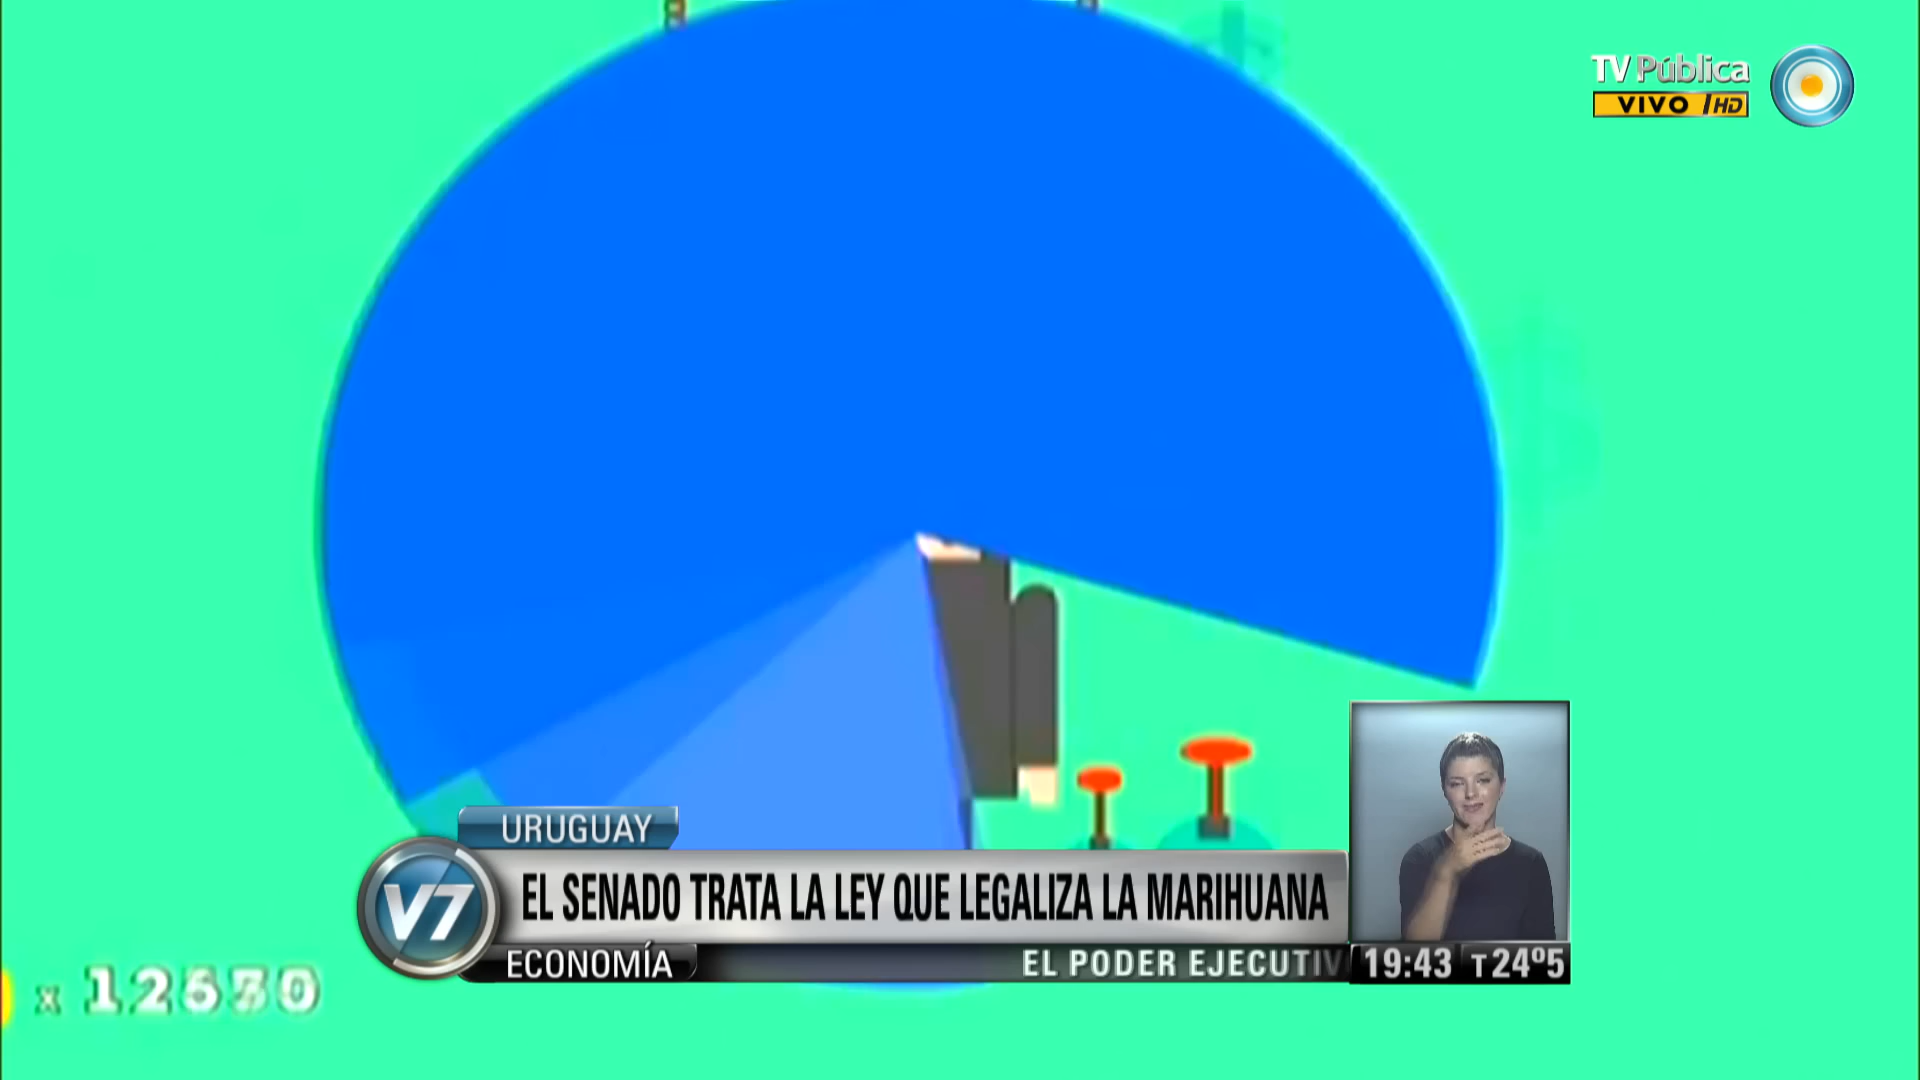 TV Pública
VIVO HD
URUGUAY
V7
EL SENADO TRATA LA LEY QUE LEGALIZA LA MARIHUANA
ECONOMÍA
EL PODER EJECUTIV
19:43 T24º5
x